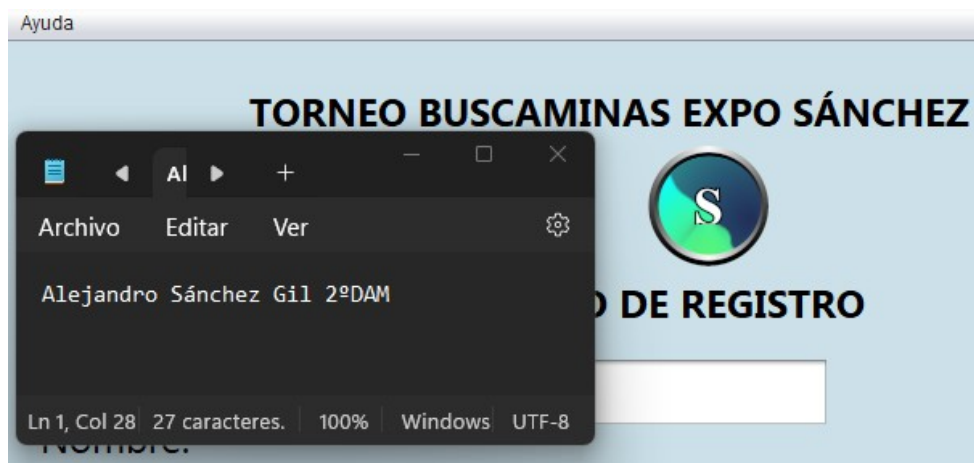 Ayuda
TORNEO BUSCAMINAS EXPO SÁNCHEZ
Al
Archivo Editar Ver
S
Alejandro Sánchez Gil 2ºDAM
DE REGISTRO
Ln 1, Col 28 27 caracteres. 100% Windows UTF-8
Nombre: